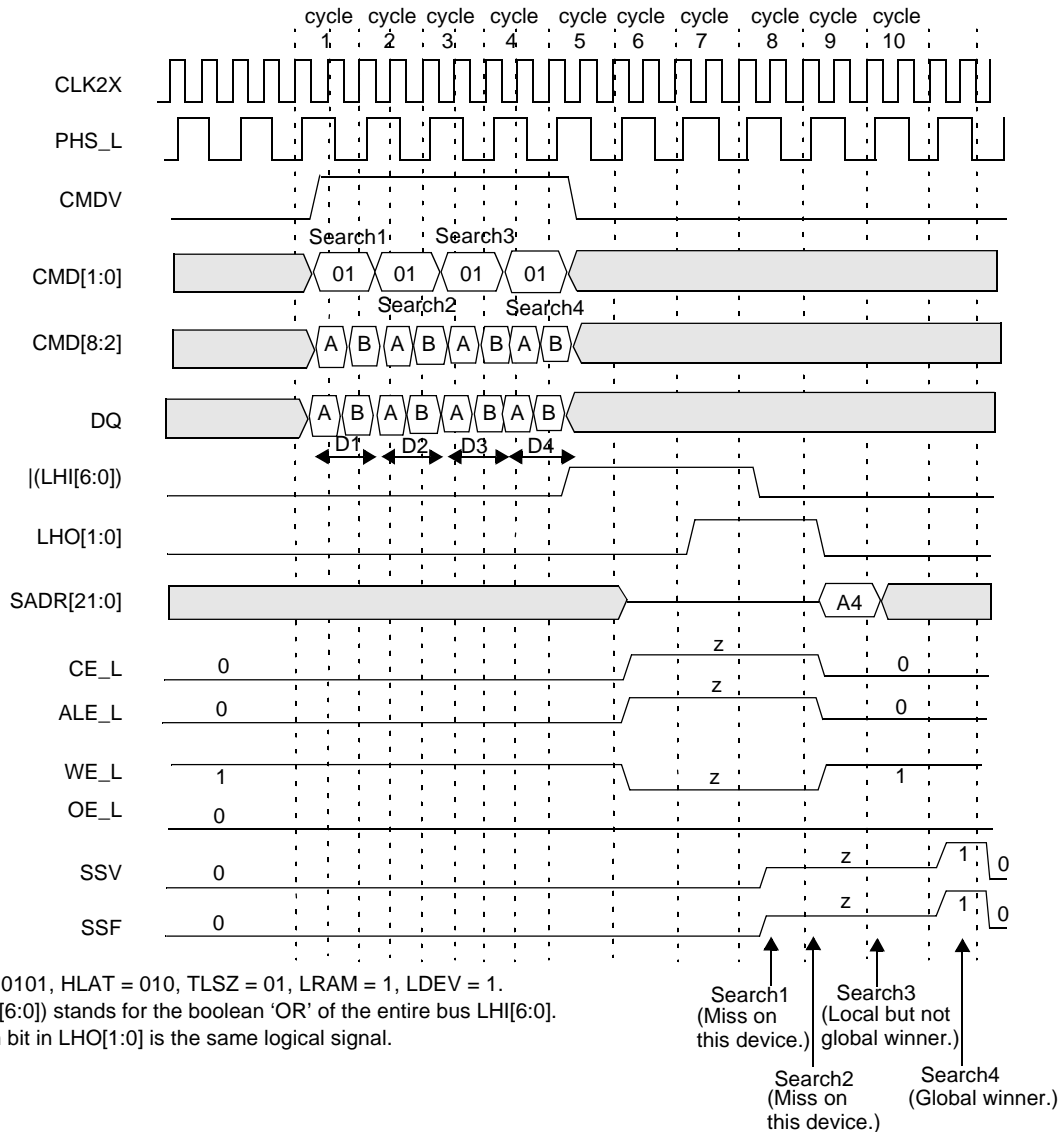 cycle cycle cycle cycle cycle cycle cycle cycle cycle cycle
1 2 3 4 5 6 7 8 9 10
CLK2X
PHS_L
CMDV
Search1 Search3
CMD[1:0] 01 01 01 01
Search2 Search4
CMD[8:2] A B A B A B A B
DQ A B A B A B A B
D1 D2 D3 D4
|(LHI[6:0])
LHO[1:0]
SADR[21:0] A4
z
CE_L 0 0
z
ALE_L 0 0
WE_L 1 z 1
OE_L 0
SSV 0 z 1 0
SSF 0 z 1 0
0101, HLAT = 010, TLSZ = 01, LRAM = 1, LDEV = 1.
[6:0]) stands for the boolean ‘OR’ of the entire bus LHI[6:0].
bit in LHO[1:0] is the same logical signal.
Search1 Search3
(Miss on (Local but not
this device.) global winner.)
Search2 Search4
(Miss on (Global winner.)
this device.)